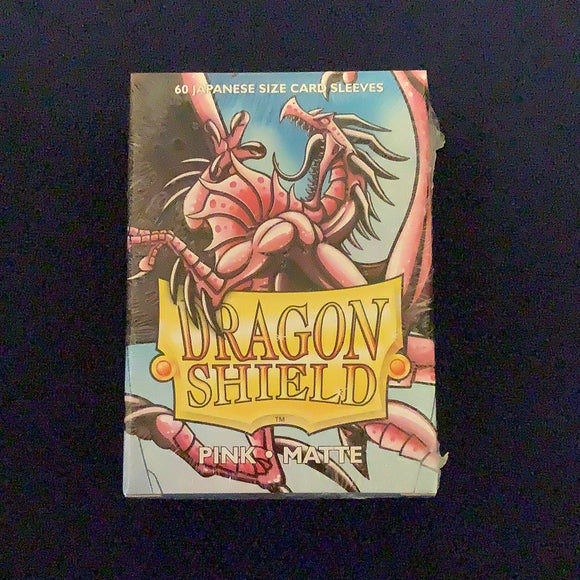 60 JAPANESE SIZE CARD SLEEVES
DRAGON
SHIELD
™
PINK • MATTE